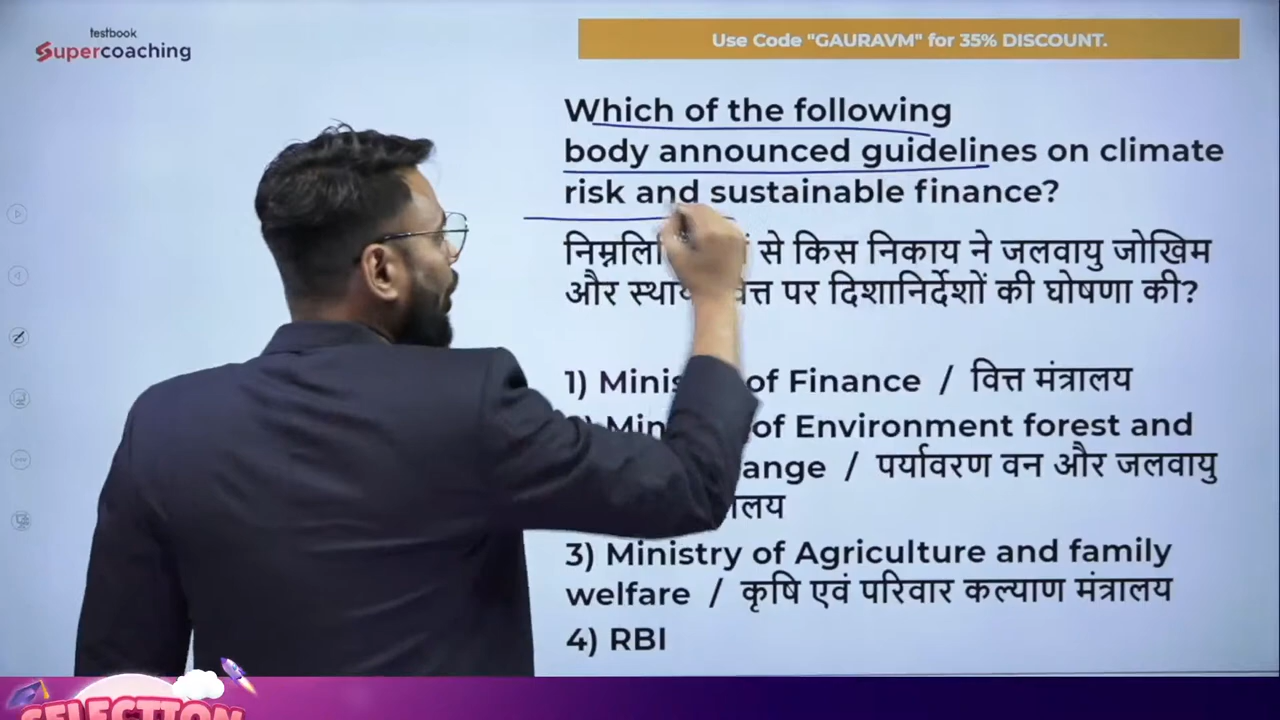 testbook
Supercoaching
Use Code "GAURAVM" for 35% DISCOUNT.
Which of the following
body announced guidelines on climate
risk and sustainable finance?
से किस निकाय ने जलवायु जोखिम
और पर दिशानिर्देशों की घोषणा की?
1) of Finance / वित्त मंत्रालय
of Environment forest and
/ पर्यावरण वन और जलवायु
3) Ministry of Agriculture and family
welfare / कृषि एवं परिवार कल्याण मंत्रालय
4) RBI
SELECTION